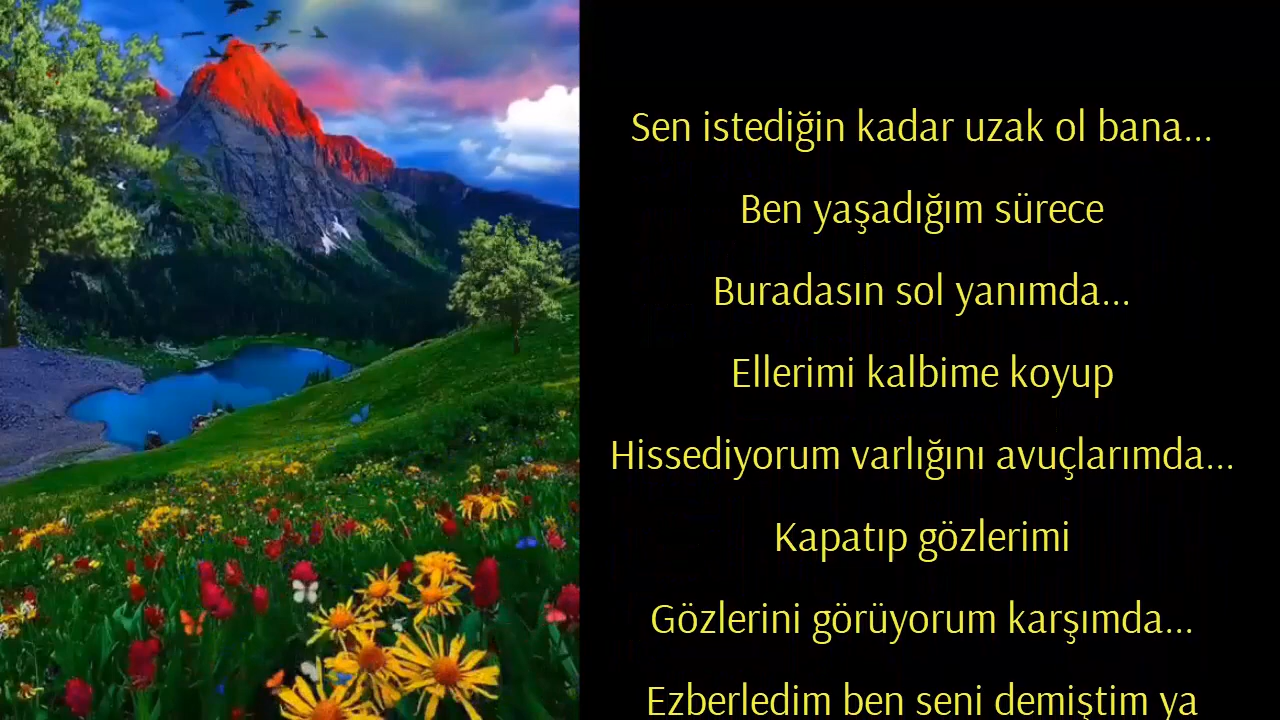 Sen istediğin kadar uzak ol bana...
Ben yaşadığım sürece
Buradasın sol yanımda...
Ellerimi kalbime koyup
Hissediyorum varlığını avuçlarımda...
Kapatıp gözlerimi
Gözlerini görüyorum karşımda...
Ezberledim ben seni demiştim ya